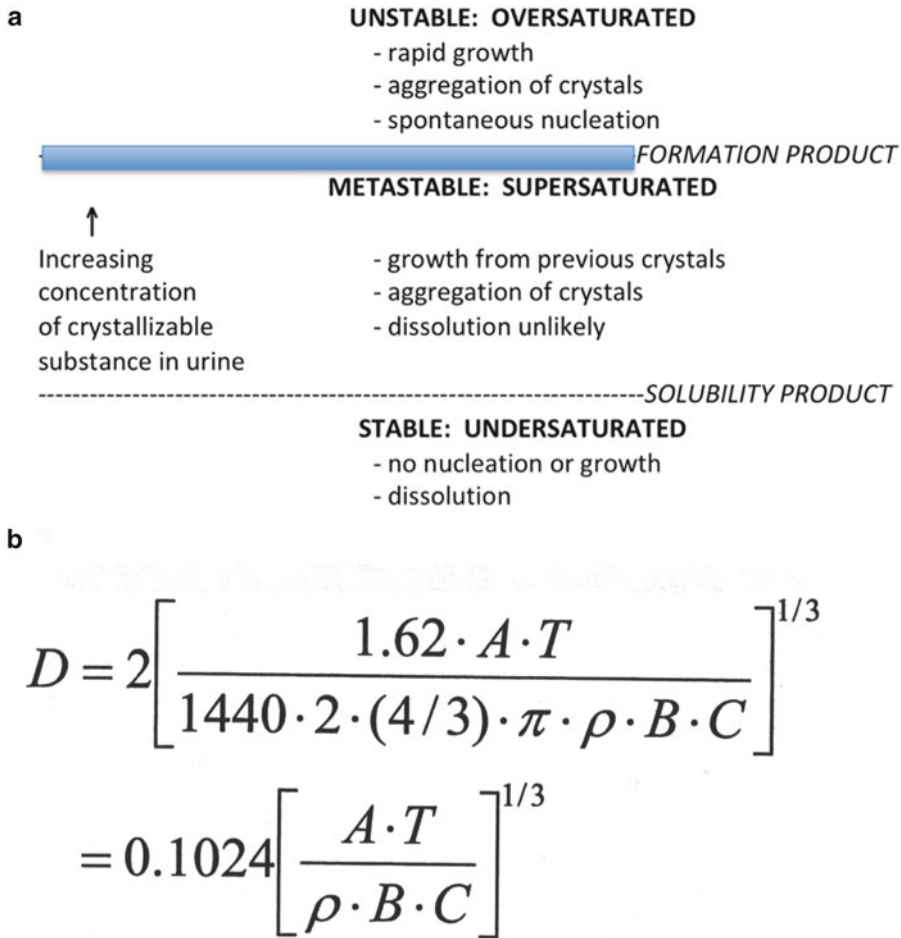 a
UNSTABLE: OVERSATURATED
- rapid growth
- aggregation of crystals
- spontaneous nucleation
FORMATION PRODUCT
METASTABLE: SUPERSATURATED
↑
Increasing
concentration
of crystallizable
substance in urine
- growth from previous crystals
- aggregation of crystals
- dissolution unlikely
SOLUBILITY PRODUCT
STABLE: UNDERSATURATED
- no nucleation or growth
- dissolution
b
D = 2[ (1.62 · A · T) / (1440 · 2 · (4/3) · π · ρ · B · C) ]^1/3
= 0.1024[ (A · T) / (ρ · B · C) ]^1/3